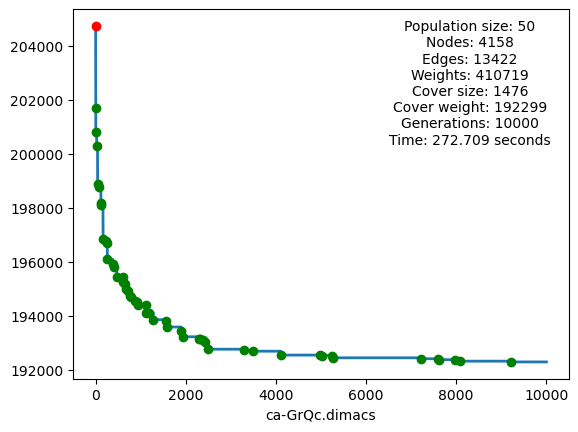 Population size: 50
Nodes: 4158
Edges: 13422
Weights: 410719
Cover size: 1476
Cover weight: 192299
Generations: 10000
Time: 272.709 seconds
204000
202000
200000
198000
196000
194000
192000
0 2000 4000 6000 8000 10000
ca-GrQc.dimacs